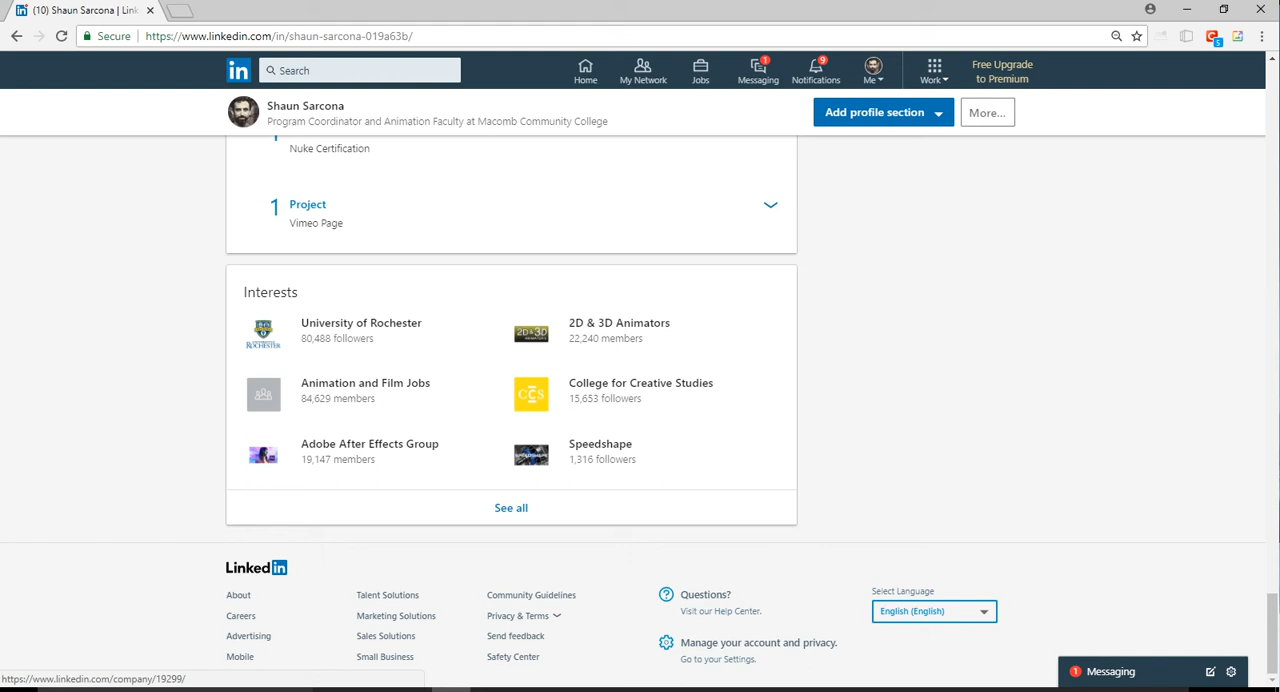 (10) Shaun Sarcona | Link
Secure
https://www.linkedin.com/in/shaun-sarcona-019a63b/
5
in
Search
Home
My Network
Jobs
1
Messaging
9
Notifications
Me
Work
Free Upgrade
to Premium
Shaun Sarcona
Program Coordinator and Animation Faculty at Macomb Community College
Add profile section
More...
Nuke Certification
1
Project
Vimeo Page
Interests
University of Rochester
80,488 followers
2D & 3D Animators
22,240 members
Animation and Film Jobs
84,629 members
College for Creative Studies
15,653 followers
Adobe After Effects Group
19,147 members
Speedshape
1,316 followers
See all
Linkedin
About
Talent Solutions
Community Guidelines
Careers
Marketing Solutions
Privacy & Terms
Advertising
Sales Solutions
Send feedback
Mobile
Small Business
Safety Center
Questions?
Visit our Help Center.
Manage your account and privacy.
Go to your Settings.
Select Language
English (English)
1
Messaging
https://www.linkedin.com/company/19299/